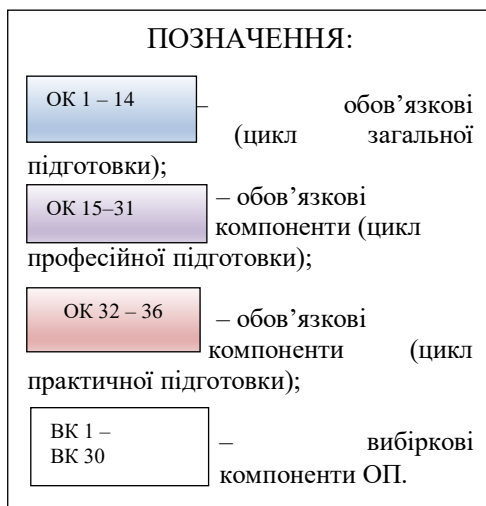 ПОЗНАЧЕННЯ:
ОК 1 – 14
– обов’язкові
(цикл загальної
підготовки);
ОК 15–31
– обов’язкові
компоненти (цикл
професійної підготовки);
ОК 32 – 36
– обов’язкові
компоненти (цикл
практичної підготовки);
ВК 1 –
ВК 30
– вибіркові
компоненти ОП.